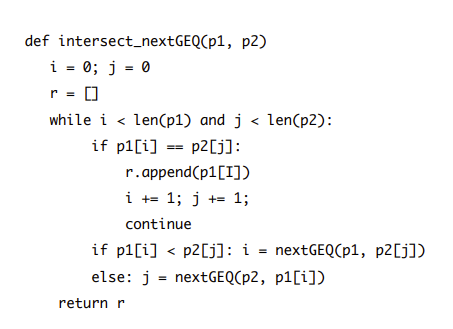 def intersect_nextGEQ(p1, p2)
i = 0; j = 0
r = []
while i < len(p1) and j < len(p2):
if p1[i] == p2[j]:
r.append(p1[I])
i += 1; j += 1;
continue
if p1[i] < p2[j]: i = nextGEQ(p1, p2[j])
else: j = nextGEQ(p2, p1[i])
return r